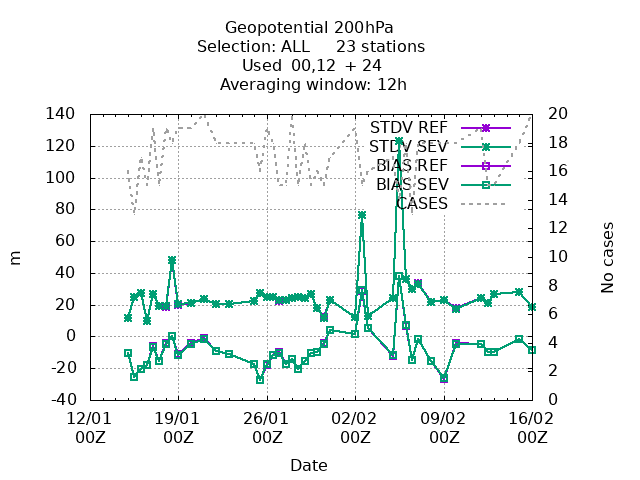 Geopotential 200hPa
Selection: ALL 23 stations
Used 00,12 + 24
Averaging window: 12h
140
120
100
80
60
40
20
0
-20
-40
m
20
18
16
14
12
10
8
6
4
2
0
No cases
STDV REF
STDV SEV
BIAS REF
BIAS SEV
CASES
12/01 19/01 26/01 02/02 09/02 16/02
00Z 00Z 00Z 00Z 00Z 00Z
Date